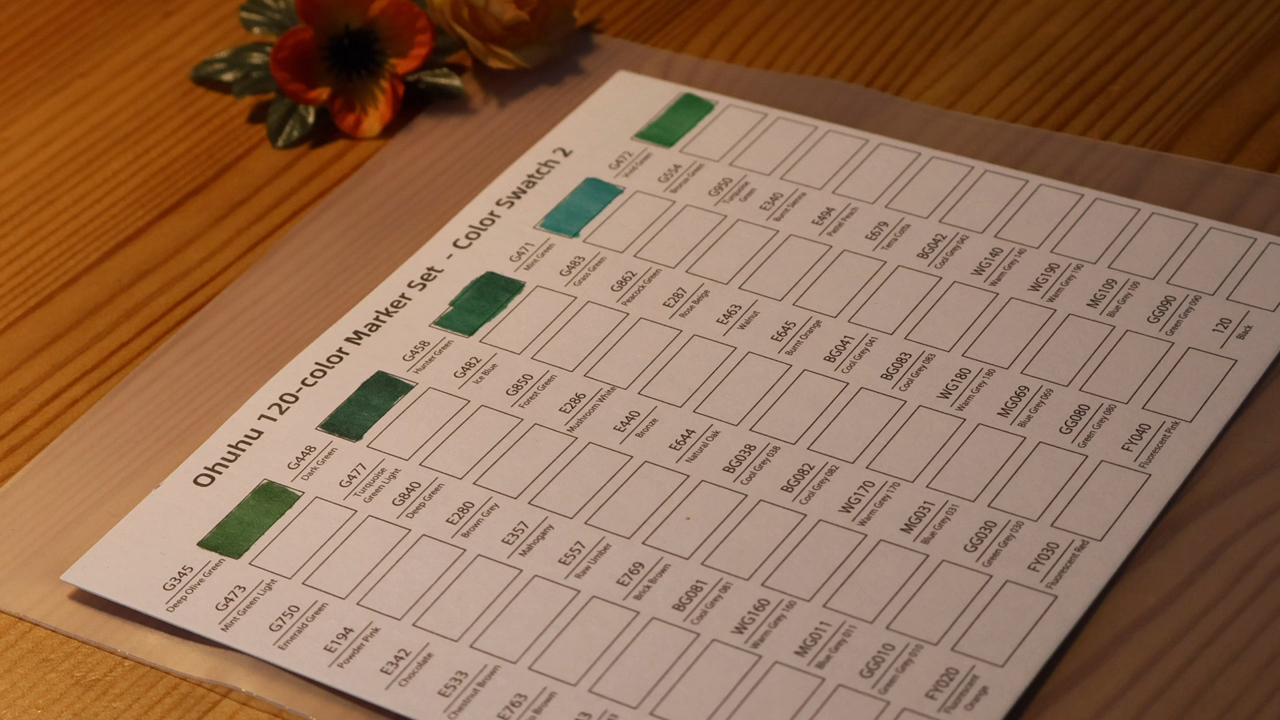 Ohuhu 120-color Marker Set - Color Swatch 2
G345 G448 G458 G471 G472
Deep Olive Green Dark Green Hunter Green Mint Green Vivid Green
G473 G477 G482 G483 G554
Mint Green Light Turquoise Green Light Ice Blue Grass Green Bronze Green
G750 G840 G850 G862 G950
Emerald Green Deep Green Forest Green Peacock Green Turquoise Green
E194 E280 E286 E287 E340
Powder Pink Brown Grey Mushroom White Rose Beige Burnt Sienna
E342 E357 E440 E463 E494
Chocolate Mahogany Bronze Walnut Pastel Peach
E533 E557 E644 E645 E679
Chestnut Brown Raw Umber Natural Oak Burnt Orange Terra Cotta
E763 E769 BG038 BG041 BG042
Brown Brick Brown Cool Grey 038 Cool Grey 041 Cool Grey 042
BG081 BG082 BG083 WG140
Cool Grey 081 Cool Grey 082 Cool Grey 083 Warm Grey 140
WG160 WG170 WG180 WG190
Warm Grey 160 Warm Grey 170 Warm Grey 180 Warm Grey 190
MG011 MG031 MG069 MG109
Blue Grey 011 Blue Grey 031 Blue Grey 069 Blue Grey 109
GG010 GG030 GG080 GG090
Green Grey 010 Green Grey 030 Green Grey 080 Green Grey 090
FY020 FY030 FY040 120
Fluorescent Orange Fluorescent Red Fluorescent Pink Black